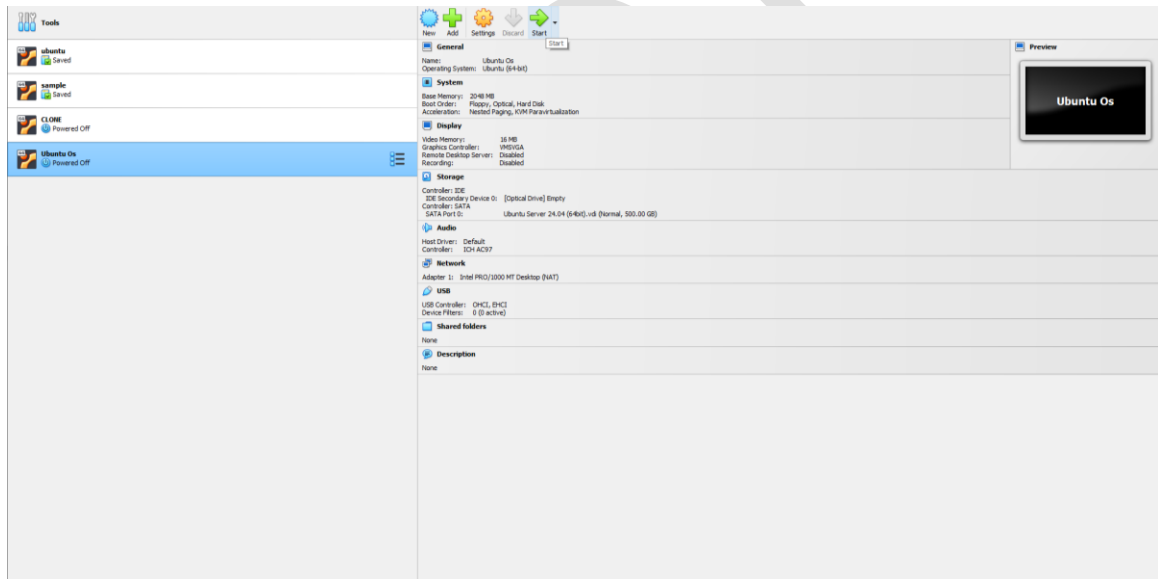 Tools
ubuntu
Saved
sample
Saved
CLONE
Powered Off
Ubuntu Os
Powered Off
New Add Settings Discard Start
Start
General
Name: Ubuntu Os
Operating System: Ubuntu (64-bit)
System
Base Memory: 2048 MB
Boot Order: Floppy, Optical, Hard Disk
Acceleration: Nested Paging, KVM Paravirtualization
Display
Video Memory: 16 MB
Graphics Controller: VMSVGA
Remote Desktop Server: Disabled
Recording: Disabled
Storage
Controller: IDE
IDE Secondary Device 0: [Optical Drive] Empty
Controller: SATA
SATA Port 0: Ubuntu Server 24.04 (64bit).vdi (Normal, 500.00 GB)
Audio
Host Driver: Default
Controller: ICH AC97
Network
Adapter 1: Intel PRO/1000 MT Desktop (NAT)
USB
USB Controller: OHCI, EHCI
Device Filters: 0 (0 active)
Shared folders
None
Description
None
Preview
Ubuntu Os